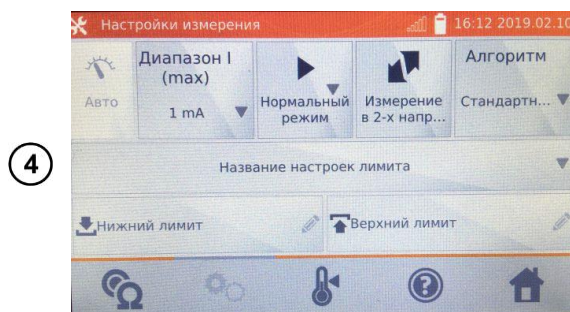 Настройки измерения 16:12 2019.02.10
Авто
Диапазон I
(max)
1 mA
Нормальный
режим
Измерение
в 2-х напр...
Алгоритм
Стандартн...
4
Название настроек лимита
Нижний лимит
Верхний лимит
Ω
?